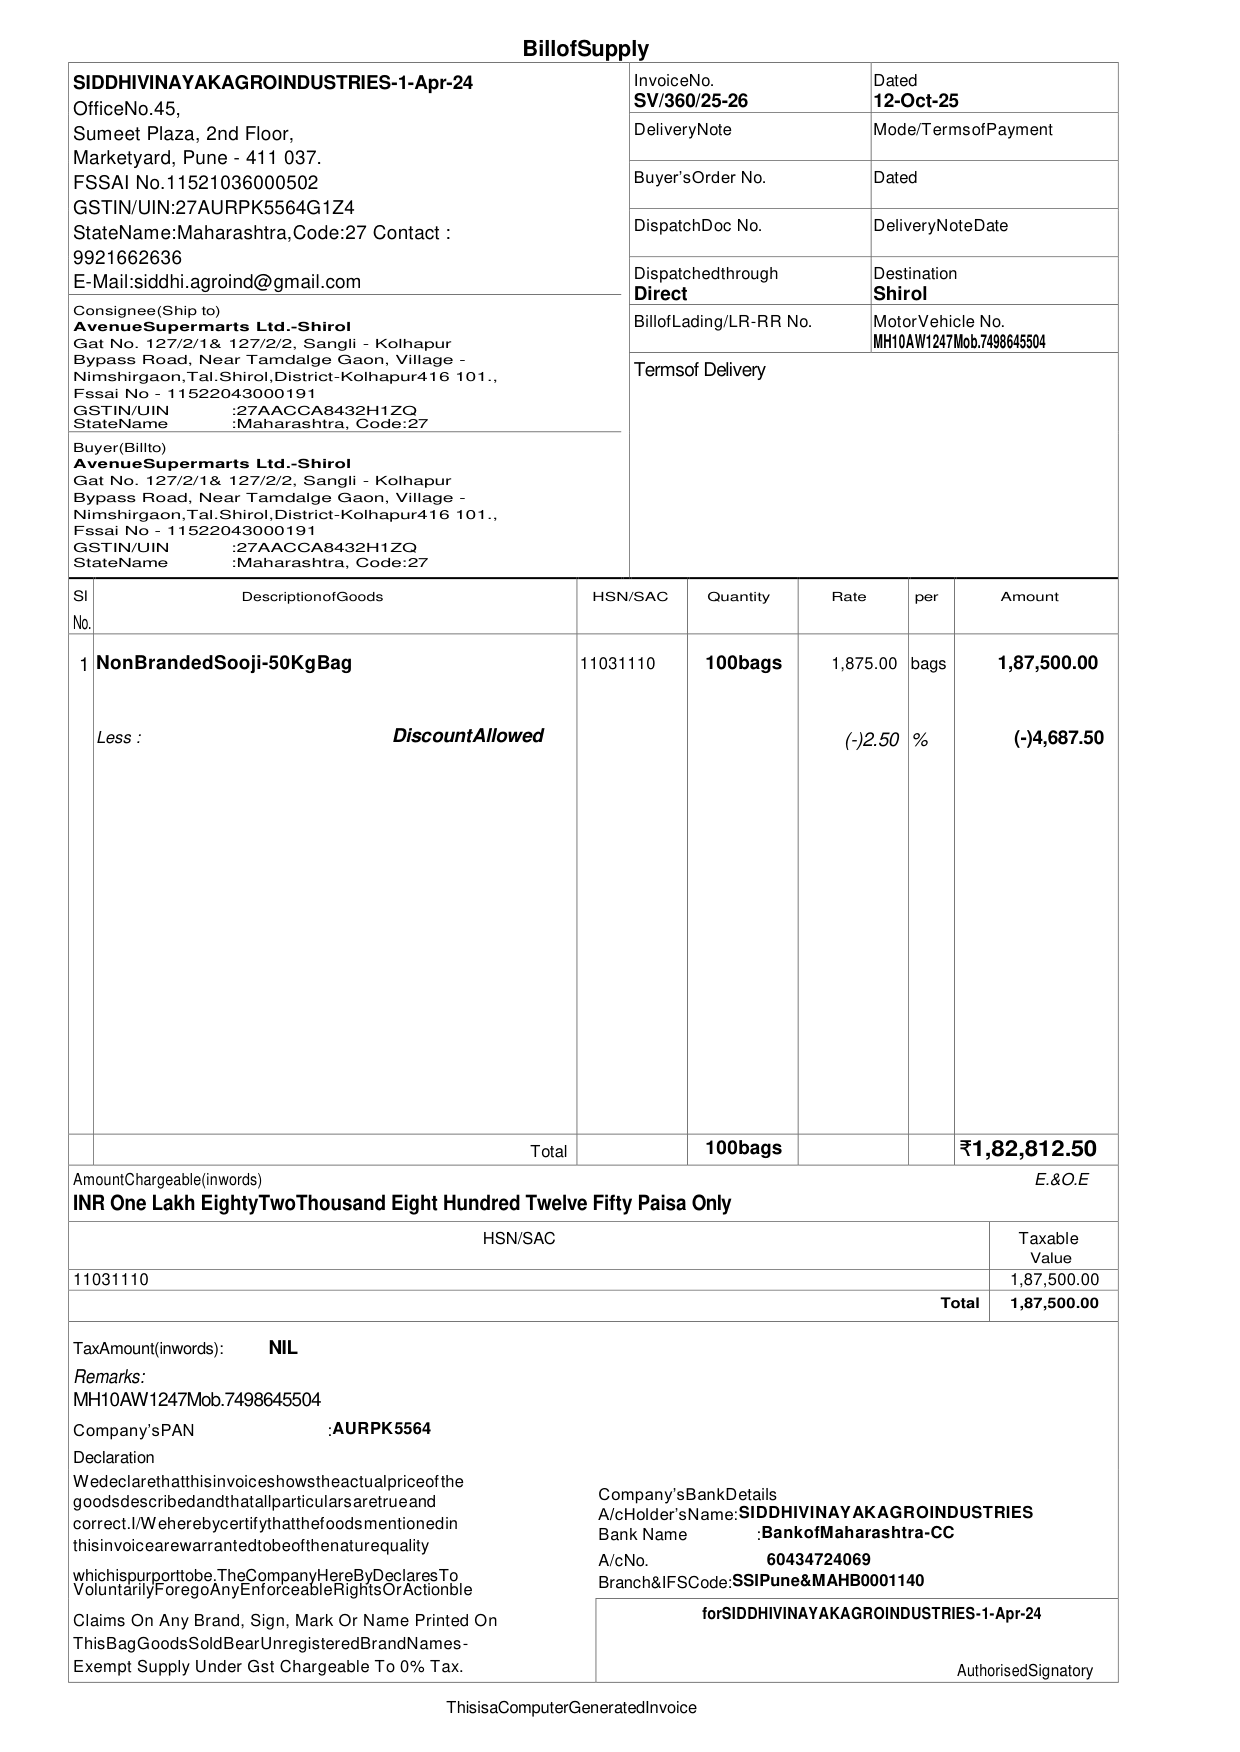 BillofSupply
SIDDHIVINAYAKAGROINDUSTRIES-1-Apr-24
OfficeNo.45,
Sumeet Plaza, 2nd Floor,
Marketyard, Pune - 411 037.
FSSAI No.11521036000502
GSTIN/UIN:27AURPK5564G1Z4
StateName:Maharashtra,Code:27 Contact :
9921662636
E-Mail:siddhi.agroind@gmail.com
InvoiceNo.
SV/360/25-26
Dated
12-Oct-25
DeliveryNote
Mode/TermsofPayment
Buyer'sOrder No.
Dated
DispatchDoc No.
DeliveryNoteDate
Dispatchedthrough
Direct
Destination
Shirol
BillofLading/LR-RR No.
MotorVehicle No.
MH10AW1247Mob.7498645504
Termsof Delivery
Consignee(Ship to)
AvenueSupermarts Ltd.-Shirol
Gat No. 127/2/1& 127/2/2, Sangli - Kolhapur
Bypass Road, Near Tamdalge Gaon, Village -
Nimshirgaon,Tal.Shirol,District-Kolhapur416 101.,
Fssai No - 11522043000191
GSTIN/UIN :27AACCA8432H1ZQ
StateName :Maharashtra, Code:27
Buyer(Billto)
AvenueSupermarts Ltd.-Shirol
Gat No. 127/2/1& 127/2/2, Sangli - Kolhapur
Bypass Road, Near Tamdalge Gaon, Village -
Nimshirgaon,Tal.Shirol,District-Kolhapur416 101.,
Fssai No - 11522043000191
GSTIN/UIN :27AACCA8432H1ZQ
StateName :Maharashtra, Code:27
Sl No. DescriptionofGoods HSN/SAC Quantity Rate per Amount
1 NonBrandedSooji-50KgBag 11031110 100bags 1,875.00 bags 1,87,500.00
Less : DiscountAllowed (-)2.50 % (-)4,687.50
Total 100bags ₹1,82,812.50
AmountChargeable(inwords) E.&O.E
INR One Lakh EightyTwoThousand Eight Hundred Twelve Fifty Paisa Only
HSN/SAC Taxable
Value
11031110 1,87,500.00
Total 1,87,500.00
TaxAmount(inwords): NIL
Remarks:
MH10AW1247Mob.7498645504
Company'sPAN :AURPK5564
Declaration
Wedeclarethatthisinvoiceshowstheactualpriceofthe
goodsdescribedandthatallparticularsaretrueand
correct.I/Weherebycertifythatthefoodsmentionedin
thisinvoicearewarrantedtobeofthenaturequality
whichispurporttobe.TheCompanyHereByDeclaresTo
VoluntarilyForegoAnyEnforceableRightsOrActionble
Claims On Any Brand, Sign, Mark Or Name Printed On
ThisBagGoodsSoldBearUnregisteredBrandNames-
Exempt Supply Under Gst Chargeable To 0% Tax.
Company'sBankDetails
A/cHolder'sName:SIDDHIVINAYAKAGROINDUSTRIES
Bank Name :BankofMaharashtra-CC
A/cNo. 60434724069
Branch&IFSCode:SSIPune&MAHB0001140
forSIDDHIVINAYAKAGROINDUSTRIES-1-Apr-24
AuthorisedSignatory
ThisisaComputerGeneratedInvoice